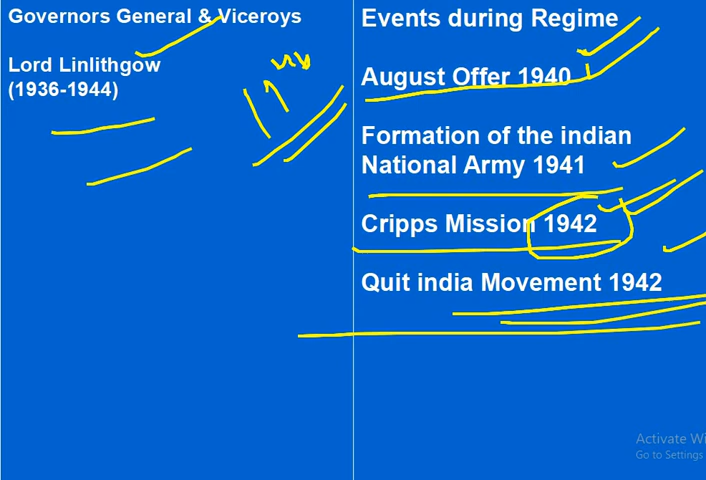 Governors General & Viceroys
Lord Linlithgow
(1936-1944)
Events during Regime
August Offer 1940
Formation of the indian
National Army 1941
Cripps Mission 1942
Quit india Movement 1942
Activate Wi
Go to Settings